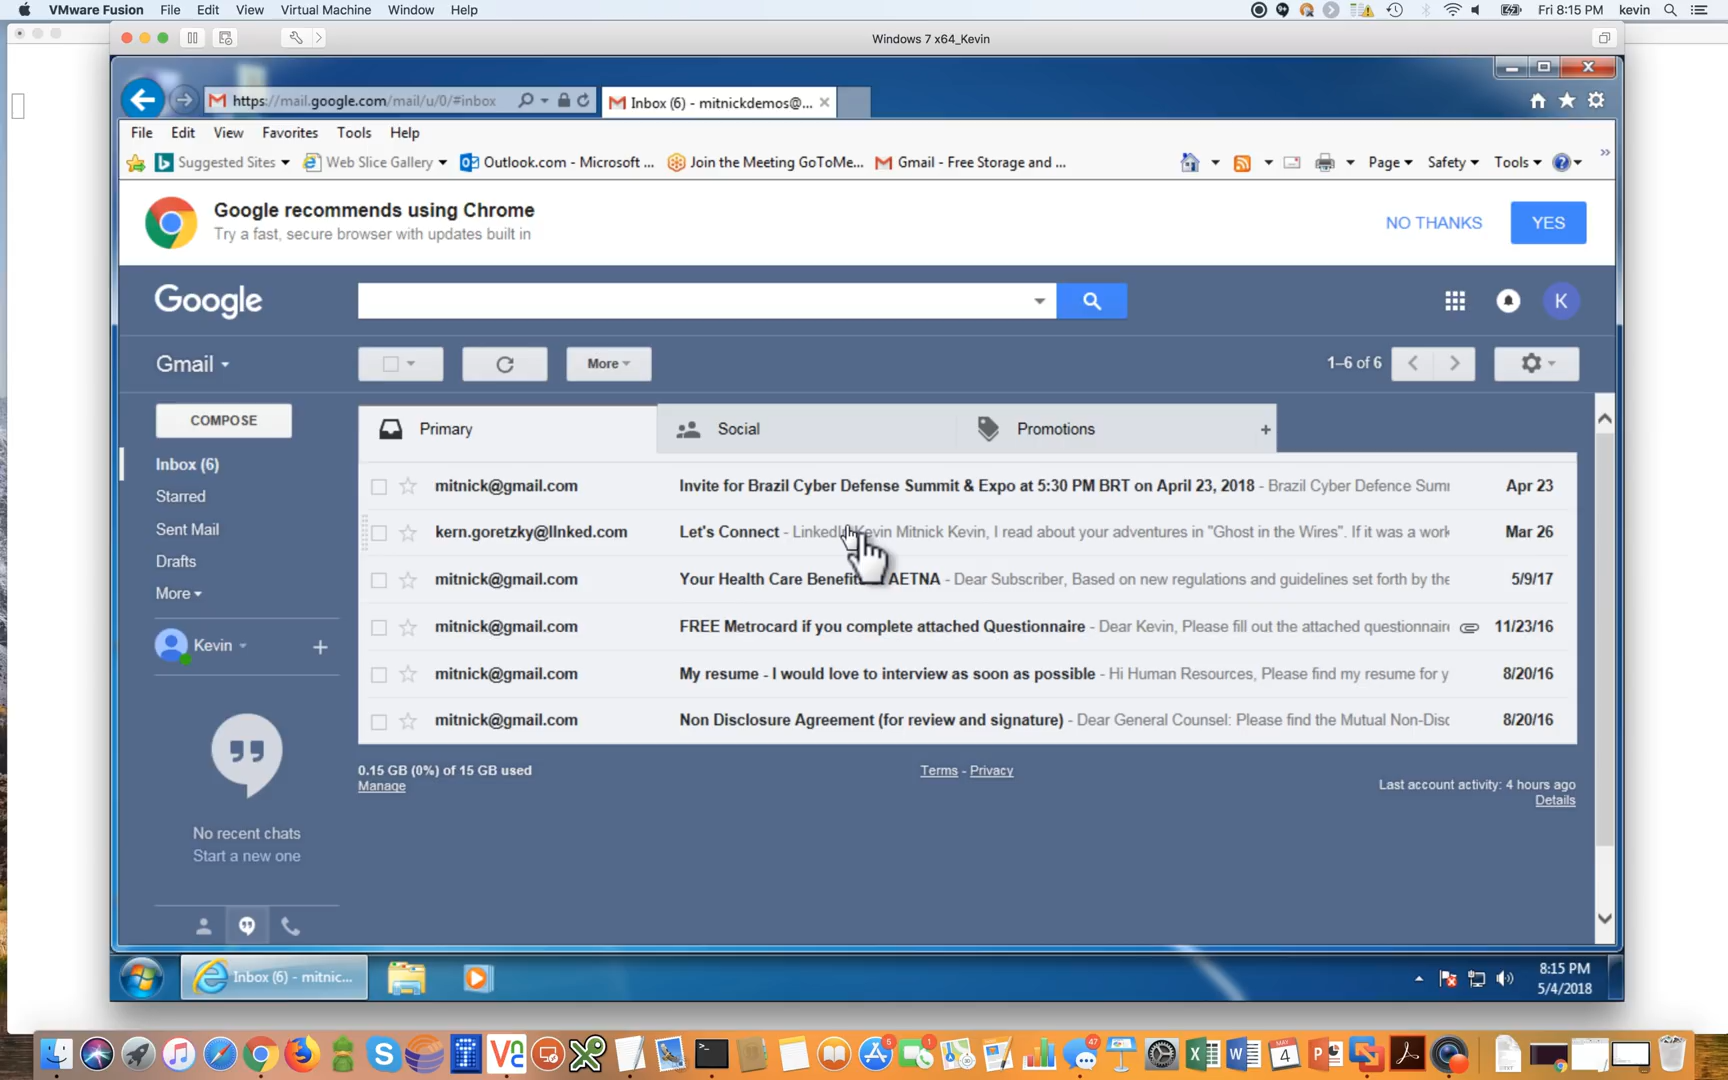 VMware Fusion File Edit View Virtual Machine Window Help Fri 8:15 PM kevin
Windows 7 x64_Kevin
https://mail.google.com/mail/u/0/#inbox Inbox (6) - mitnickdemos@...
File Edit View Favorites Tools Help
Suggested Sites Web Slice Gallery Outlook.com - Microsoft ... Join the Meeting GoToMe... Gmail - Free Storage and ... Page Safety Tools
Google recommends using Chrome
Try a fast, secure browser with updates built in
NO THANKS YES
Google K
Gmail More 1–6 of 6
COMPOSE Primary Social Promotions +
Inbox (6)
Starred
Sent Mail
Drafts
More
Kevin +
mitnick@gmail.com Invite for Brazil Cyber Defense Summit & Expo at 5:30 PM BRT on April 23, 2018 - Brazil Cyber Defence Sumr Apr 23
kern.goretzky@llnked.com Let's Connect - LinkedIn Kevin Mitnick Kevin, I read about your adventures in "Ghost in the Wires". If it was a work Mar 26
mitnick@gmail.com Your Health Care Benefits AETNA - Dear Subscriber, Based on new regulations and guidelines set forth by the 5/9/17
mitnick@gmail.com FREE Metrocard if you complete attached Questionnaire - Dear Kevin, Please fill out the attached questionnaire 11/23/16
mitnick@gmail.com My resume - I would love to interview as soon as possible - Hi Human Resources, Please find my resume for y 8/20/16
mitnick@gmail.com Non Disclosure Agreement (for review and signature) - Dear General Counsel: Please find the Mutual Non-Disc 8/20/16
0.15 GB (0%) of 15 GB used
Manage
Terms - Privacy
Last account activity: 4 hours ago
Details
No recent chats
Start a new one
Inbox (6) - mitnic... 8:15 PM
5/4/2018